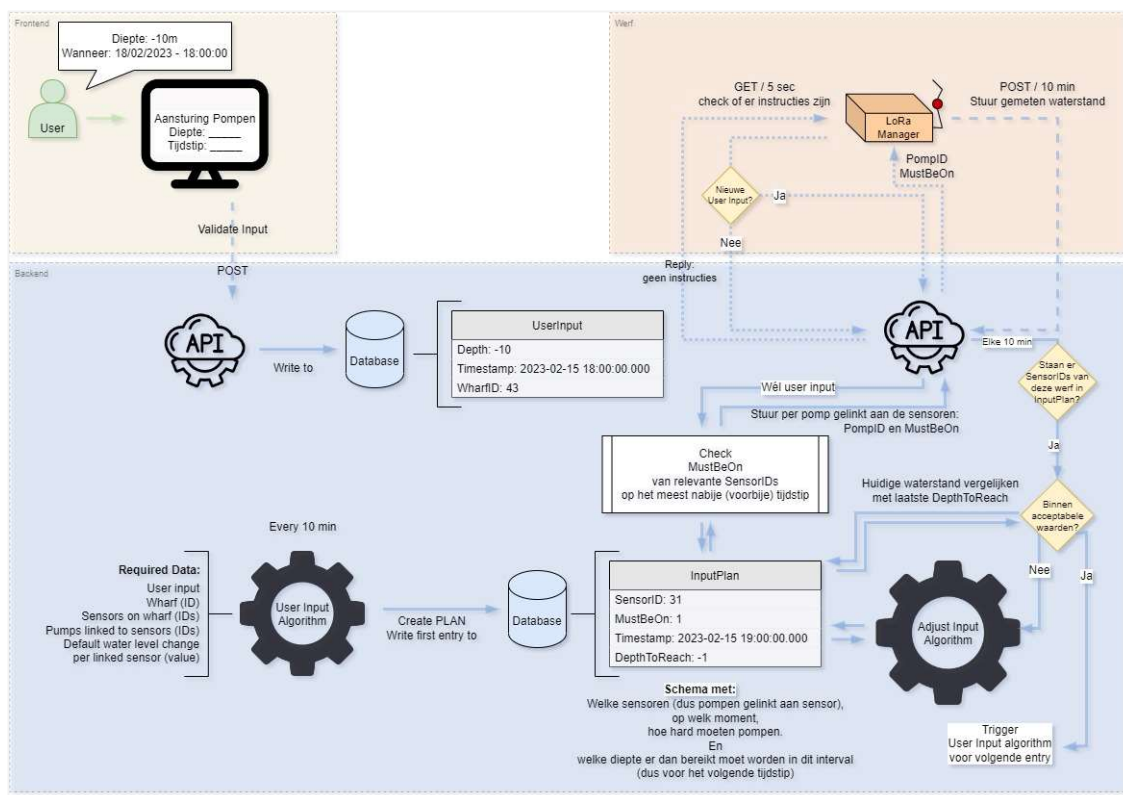 Frontend
Diepte: -10m
Wanneer: 18/02/2023 - 18:00:00
User
Aansturing Pompen
Diepte: _____
Tijdstip: _____
Validate Input
Werf
GET / 5 sec
check of er instructies zijn
POST / 10 min
Stuur gemeten waterstand
LoRa
Manager
PompID
MustBeOn
Nieuwe
User Input?
Ja
Nee
Backend
POST
Reply:
geen instructies
API
Write to
Database
UserInput
Depth: -10
Timestamp: 2023-02-15 18:00:00.000
WharfID: 43
API
Elke 10 min
Staan er
SensorIDs van
deze werf in
InputPlan?
Ja
Wél user input
Stuur per pomp gelinkt aan de sensoren:
PompID en MustBeOn
Check
MustBeOn
van relevante SensorIDs
op het meest nabije (voorbije) tijdstip
Huidige waterstand vergelijken
met laatste DepthToReach
Binnen
acceptabele
waarden?
Nee
Ja
Every 10 min
Required Data:
User input
Wharf (ID)
Sensors on wharf (IDs)
Pumps linked to sensors (IDs)
Default water level change
per linked sensor (value)
User Input
Algorithm
Create PLAN
Write first entry to
Database
InputPlan
SensorID: 31
MustBeOn: 1
Timestamp: 2023-02-15 19:00:00.000
DepthToReach: -1
Adjust Input
Algorithm
Schema met:
Welke sensoren (dus pompen gelinkt aan sensor),
op welk moment,
hoe hard moeten pompen.
En
welke diepte er dan bereikt moet worden in dit interval
(dus voor het volgende tijdstip)
Trigger
User Input algorithm
voor volgende entry